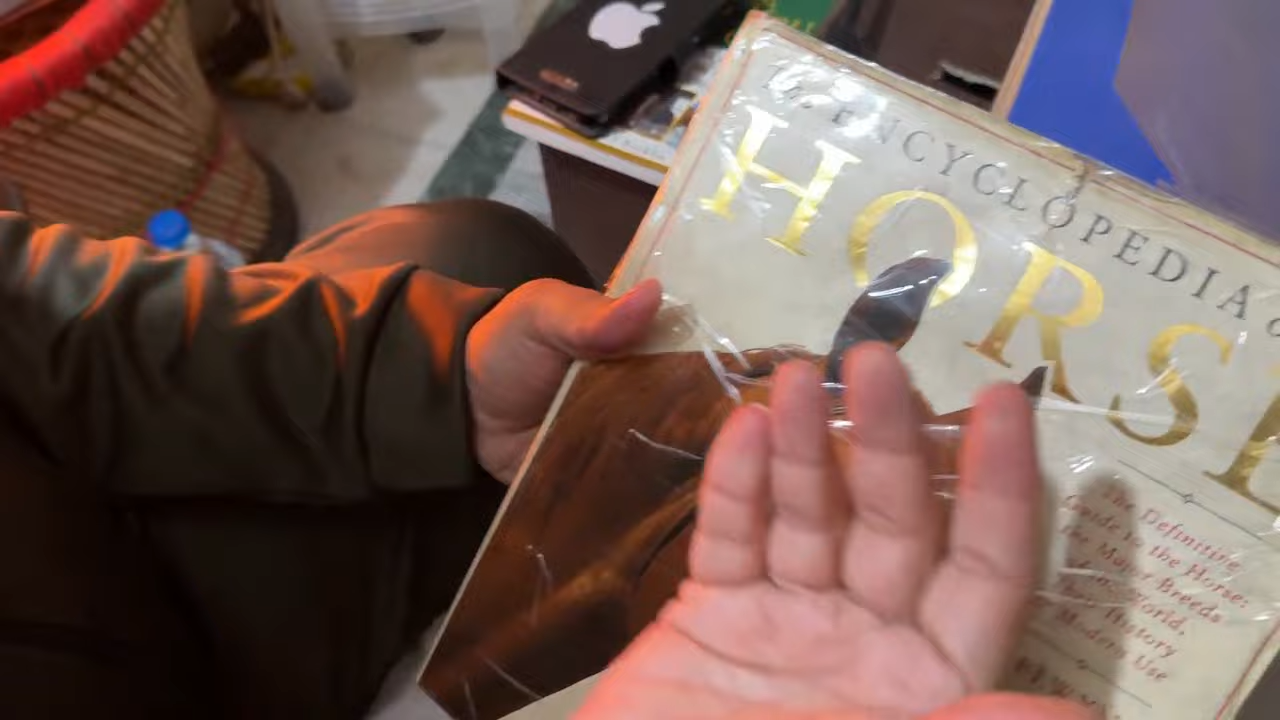 ENCYCLOPEDIA
HORSE
The Definitive
Guide to the Horse:
the Major Breeds
World,
History
Modern Use